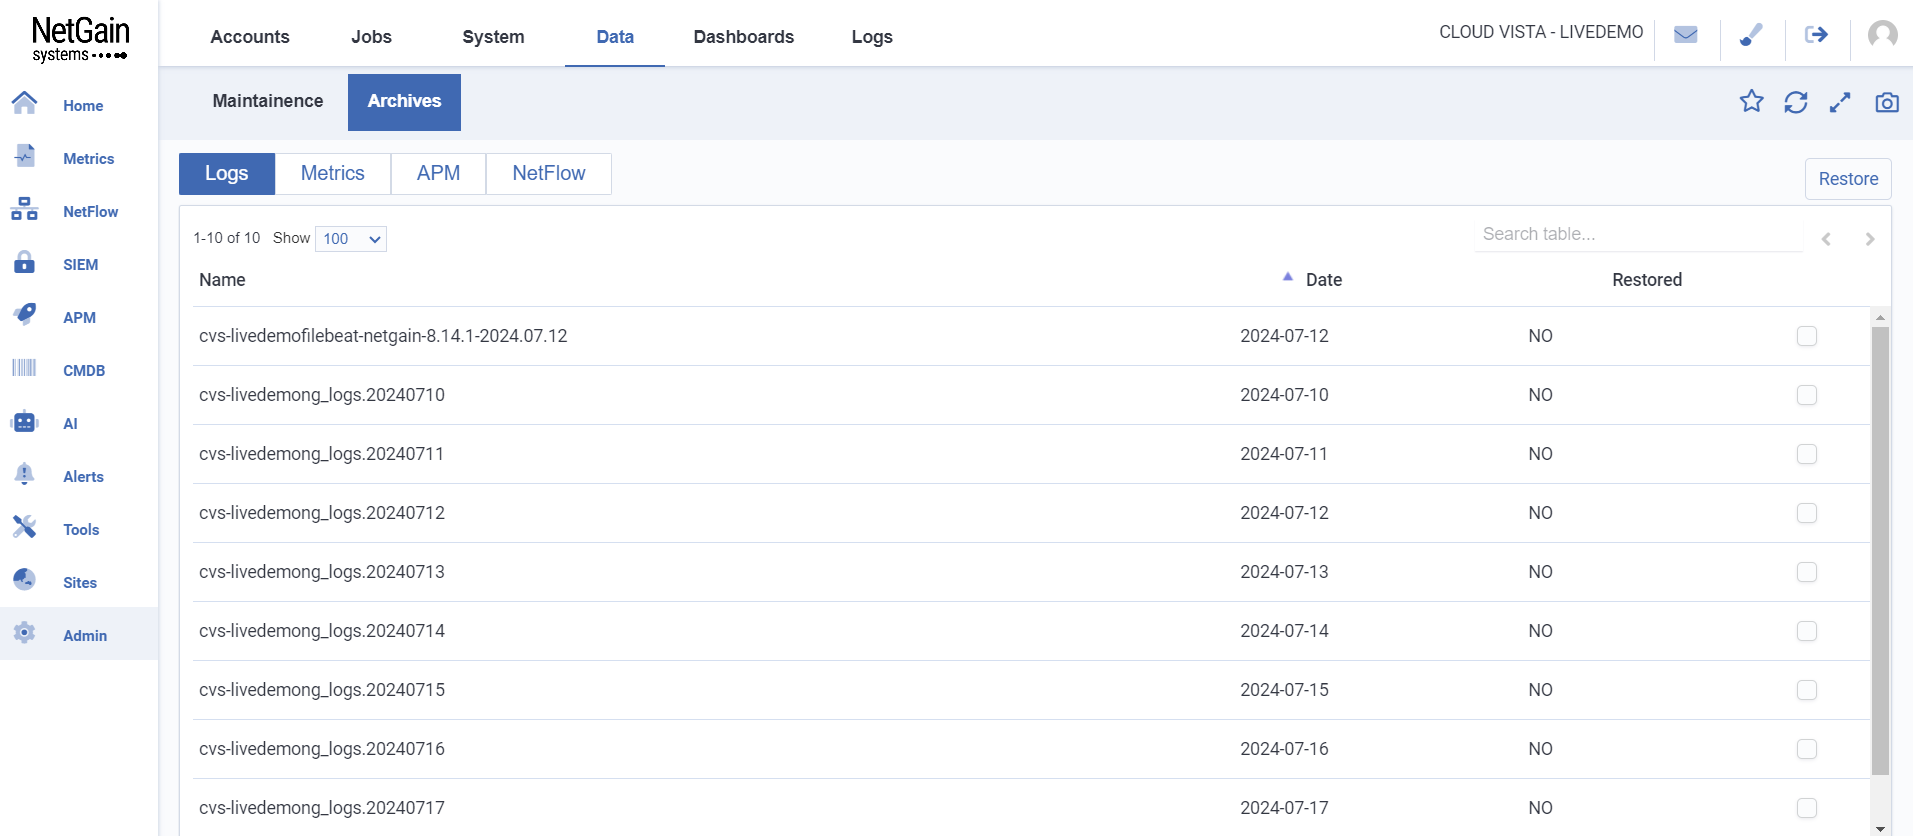 NetGain
systems
Accounts Jobs System Data Dashboards Logs
CLOUD VISTA - LIVEDEMO
Home
Metrics
NetFlow
SIEM
APM
CMDB
AI
Alerts
Tools
Sites
Admin
Maintainence Archives
Logs Metrics APM NetFlow
Restore
1-10 of 10 Show 100
Search table...
Name Date Restored
cvs-livedemofilebeat-netgain-8.14.1-2024.07.12 2024-07-12 NO
cvs-livedemong_logs.20240710 2024-07-10 NO
cvs-livedemong_logs.20240711 2024-07-11 NO
cvs-livedemong_logs.20240712 2024-07-12 NO
cvs-livedemong_logs.20240713 2024-07-13 NO
cvs-livedemong_logs.20240714 2024-07-14 NO
cvs-livedemong_logs.20240715 2024-07-15 NO
cvs-livedemong_logs.20240716 2024-07-16 NO
cvs-livedemong_logs.20240717 2024-07-17 NO